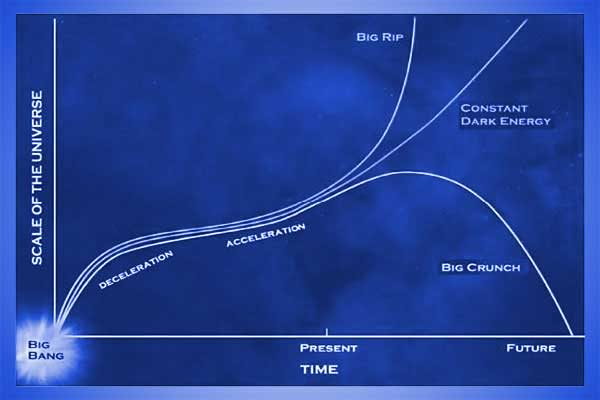 BIG RIP
CONSTANT
DARK ENERGY
SCALE OF THE UNIVERSE
DECELERATION
ACCELERATION
BIG CRUNCH
BIG
BANG
PRESENT
FUTURE
TIME